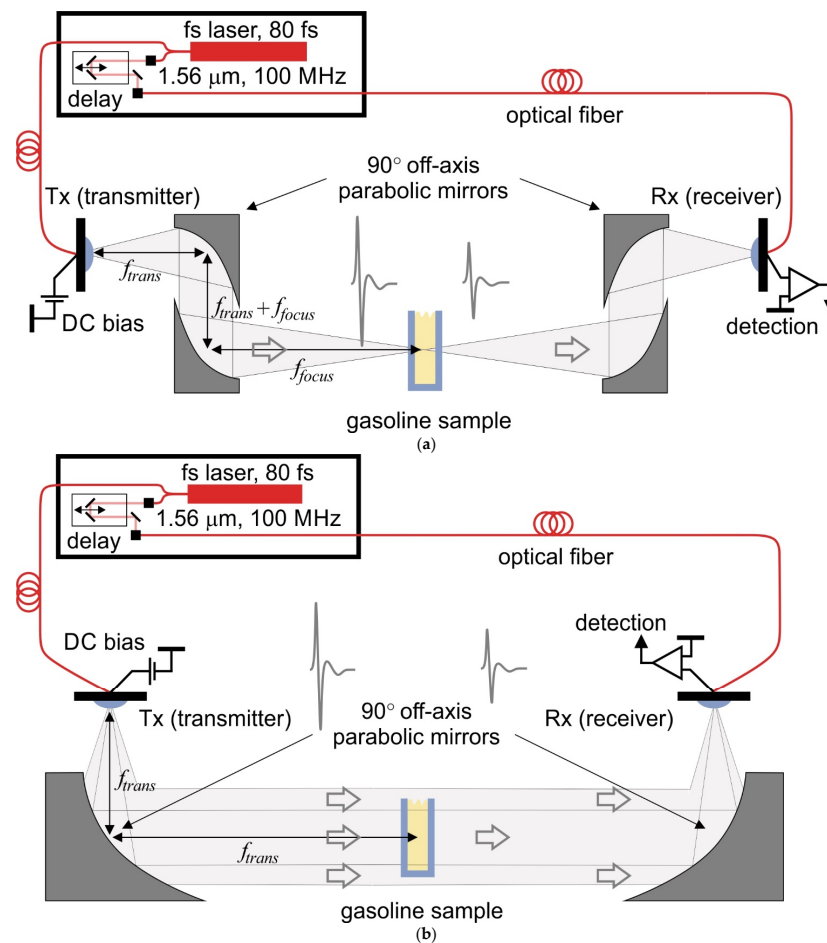 fs laser, 80 fs
1.56 μm, 100 MHz
delay
optical fiber
90° off-axis
parabolic mirrors
Tx (transmitter)
Rx (receiver)
f_trans
f_trans + f_focus
DC bias
detection
f_focus
gasoline sample
(a)
fs laser, 80 fs
1.56 μm, 100 MHz
delay
optical fiber
DC bias
detection
Tx (transmitter)
90° off-axis
parabolic mirrors
Rx (receiver)
f_trans
f_trans
gasoline sample
(b)